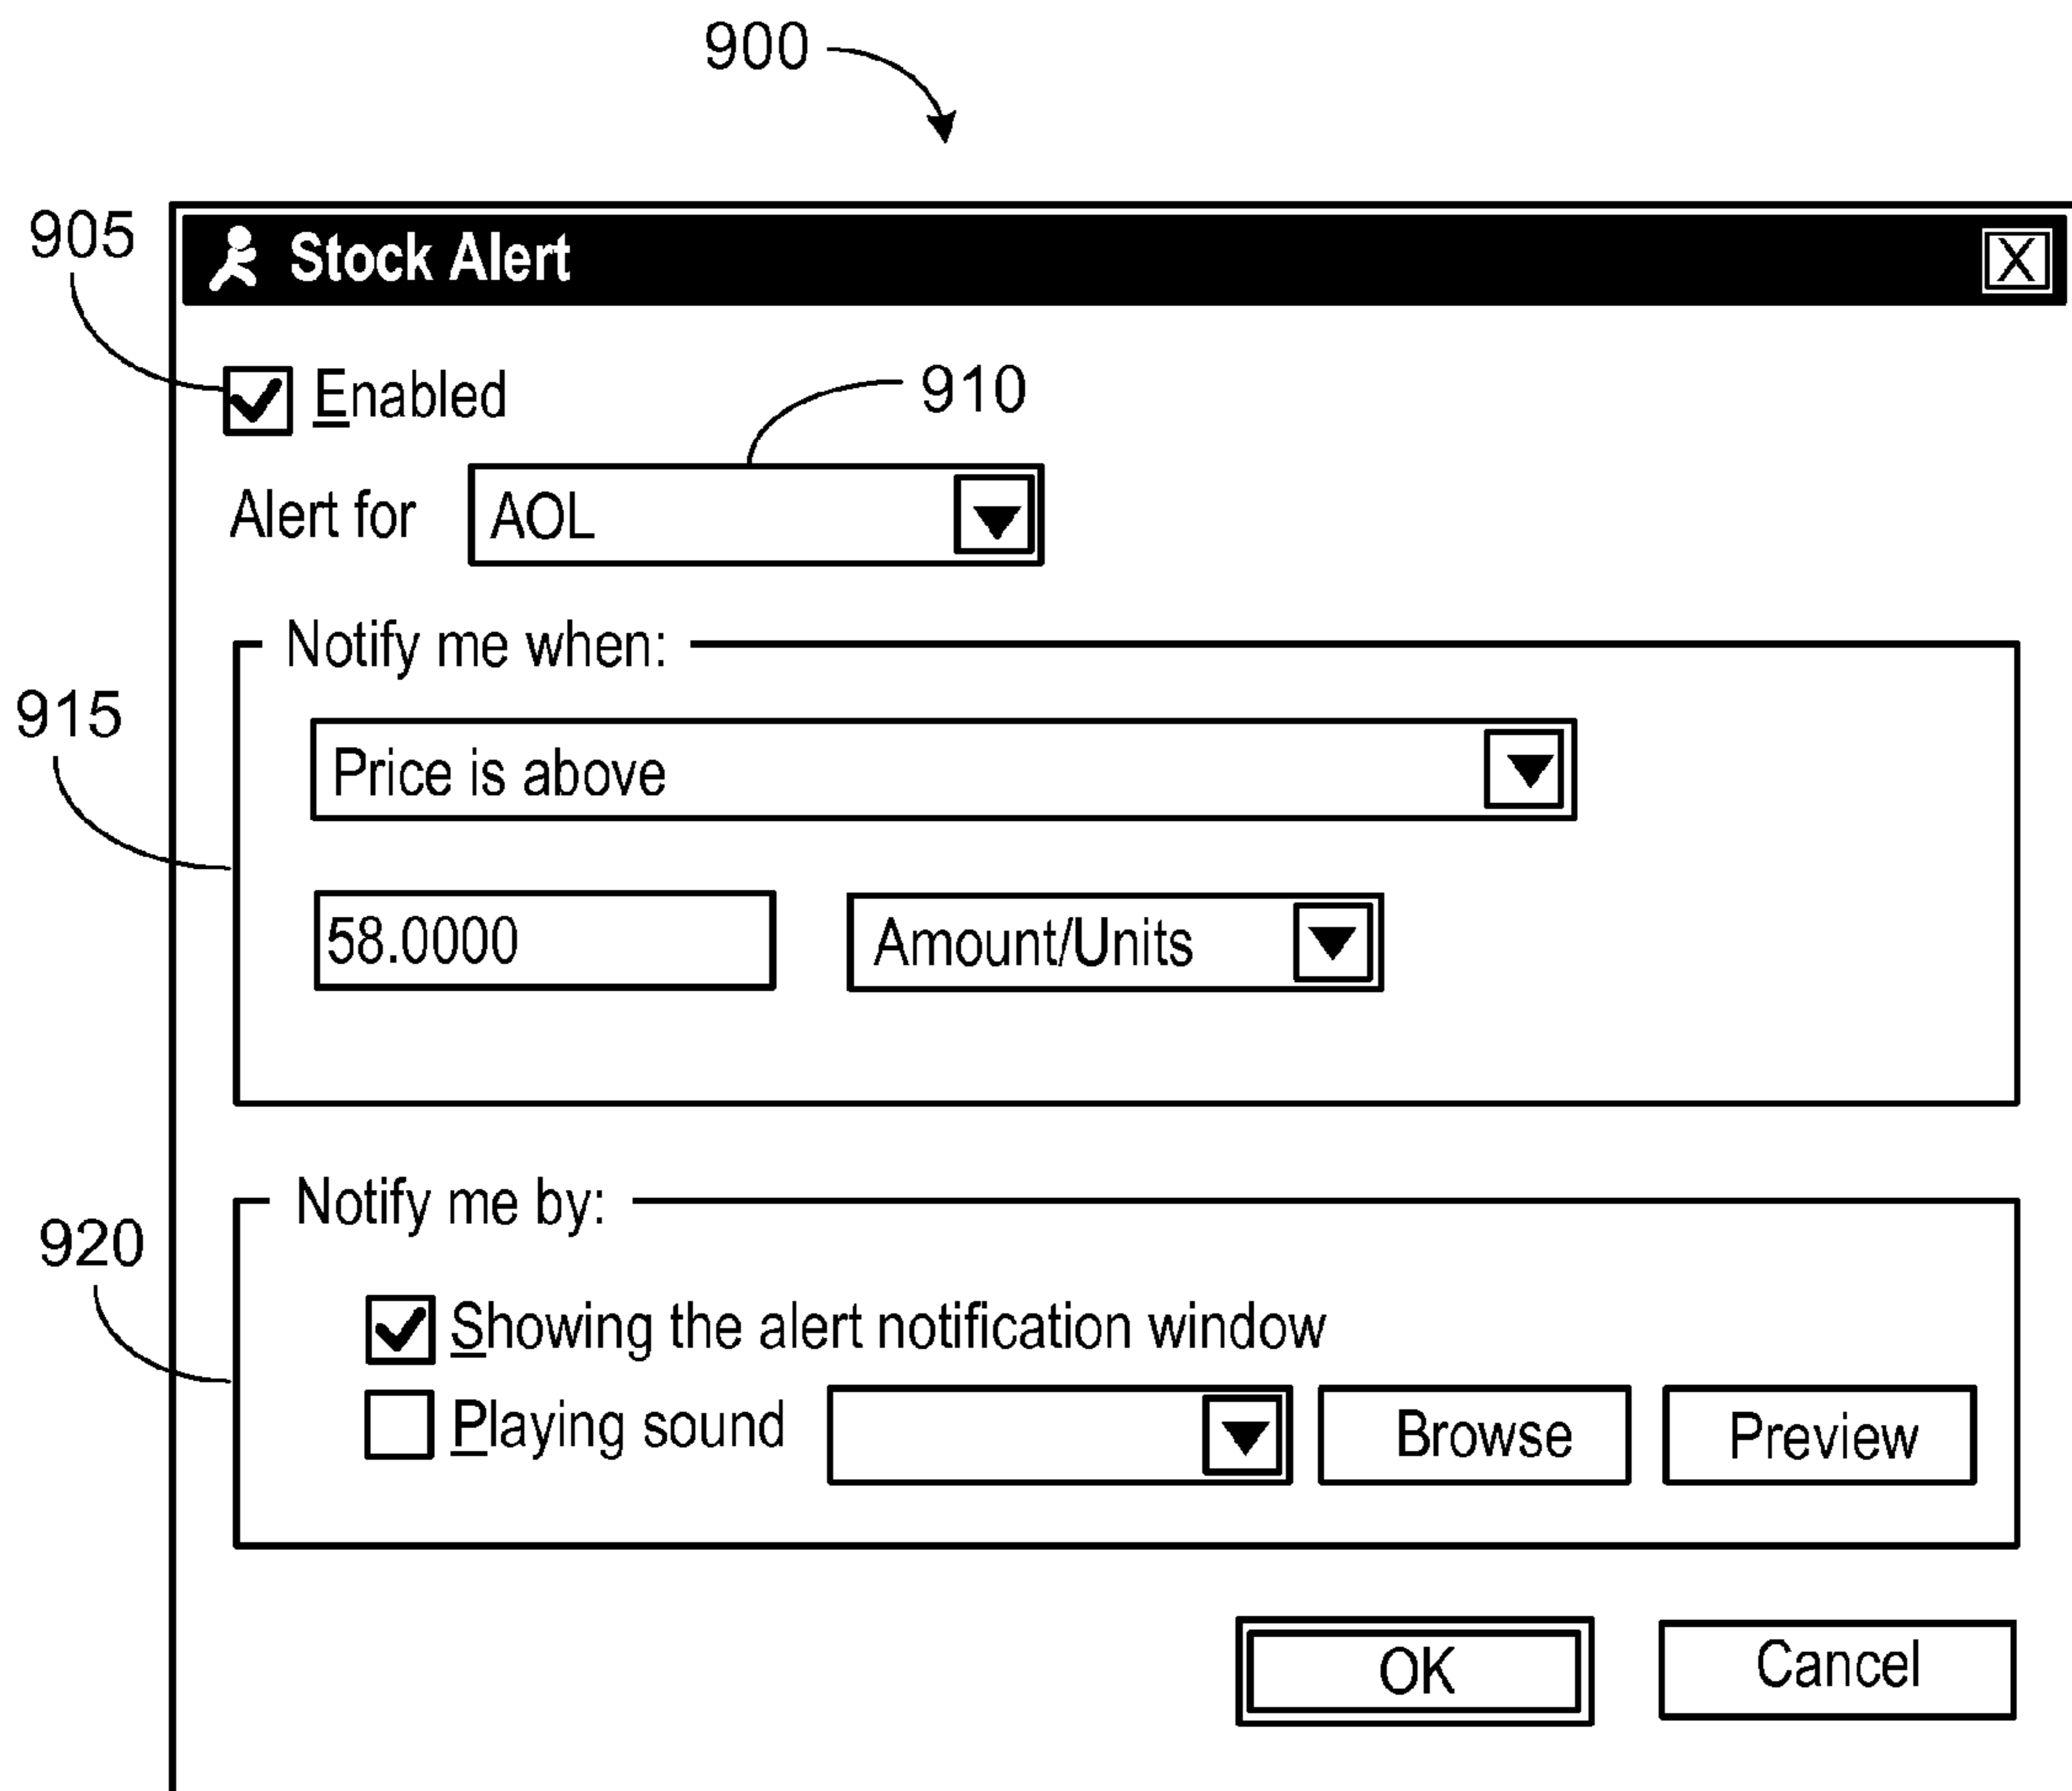 900
905
Stock Alert
X
Enabled
910
Alert for
AOL
Notify me when:
915
Price is above
58.0000
Amount/Units
Notify me by:
920
Showing the alert notification window
Playing sound
Browse
Preview
OK
Cancel